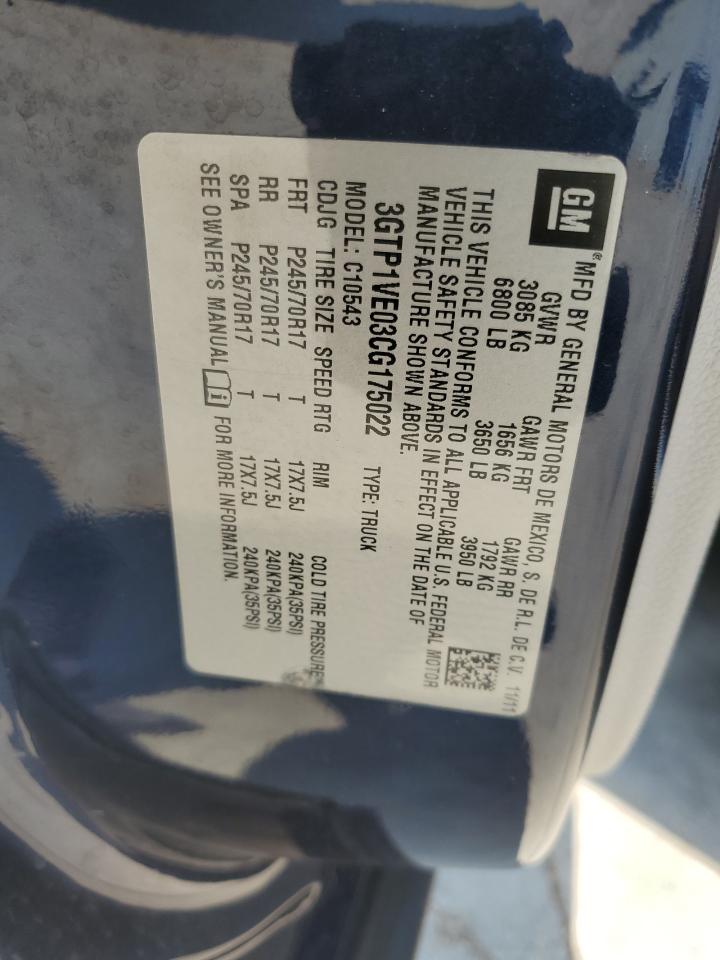 GM ® MFD BY GENERAL MOTORS DE MEXICO, S. DE R.L. DE C.V. 11/11
GVWR GAWR FRT GAWR RR
3085 KG 1656 KG 1792 KG
6800 LB 3650 LB 3950 LB
THIS VEHICLE CONFORMS TO ALL APPLICABLE U.S. FEDERAL MOTOR
VEHICLE SAFETY STANDARDS IN EFFECT ON THE DATE OF
MANUFACTURE SHOWN ABOVE.
3GTP1VE03CG175022 TYPE: TRUCK
MODEL: C10543
CDJG TIRE SIZE SPEED RTG RIM COLD TIRE PRESSURE
FRT P245/70R17 T 17X7.5J 240KPA(35PSI)
RR P245/70R17 T 17X7.5J 240KPA(35PSI)
SPA P245/70R17 T 17X7.5J 240KPA(35PSI)
SEE OWNER'S MANUAL i FOR MORE INFORMATION.